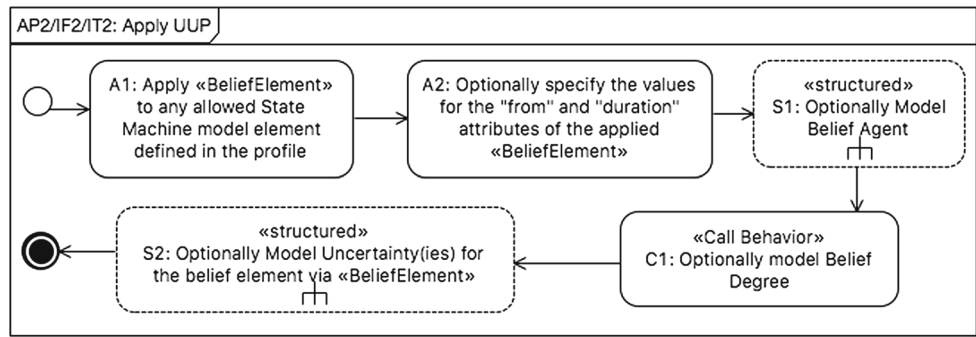 AP2/IF2/IT2: Apply UUP
A1: Apply «BeliefElement»
to any allowed State
Machine model element
defined in the profile
A2: Optionally specify the values
for the "from" and "duration"
attributes of the applied
«BeliefElement»
«structured»
S1: Optionally Model
Belief Agent
«Call Behavior»
C1: Optionally model Belief
Degree
«structured»
S2: Optionally Model Uncertainty(ies) for
the belief element via «BeliefElement»